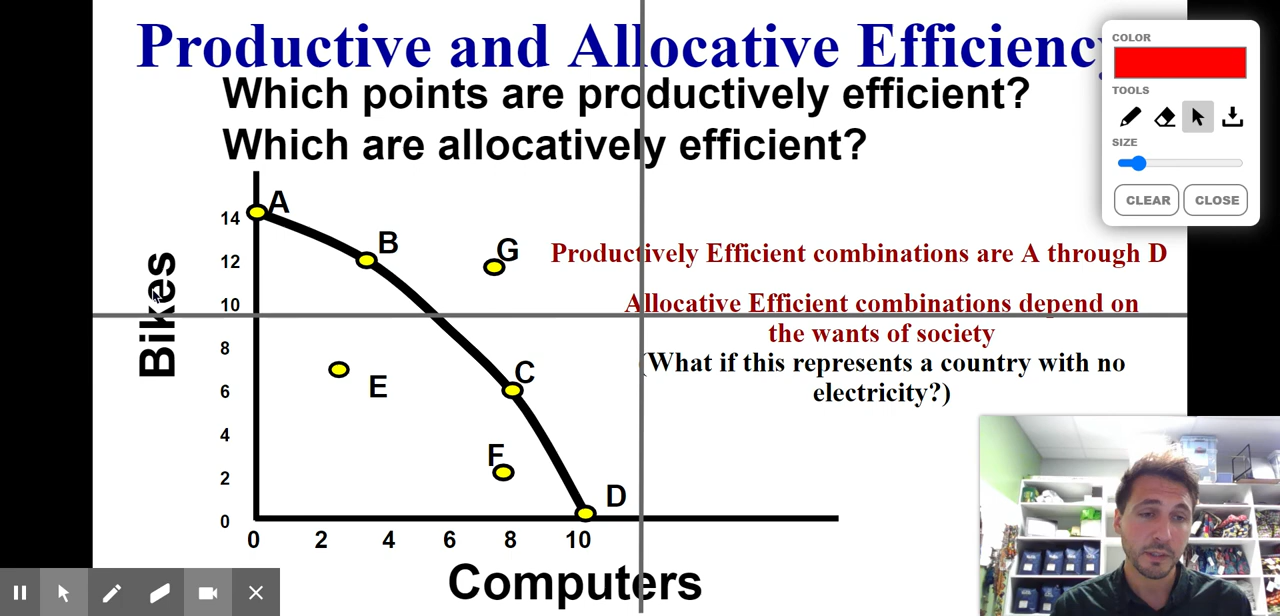 Productive and Allocative Efficiency
Which points are productively efficient?
Which are allocatively efficient?
COLOR
TOOLS
SIZE
CLEAR CLOSE
A
14
B
12
G
Productively Efficient combinations are A through D
Bikes
10
Allocative Efficient combinations depend on
the wants of society
8
(What if this represents a country with no
electricity?)
E
C
6
4
F
2
D
0
0 2 4 6 8 10
Computers